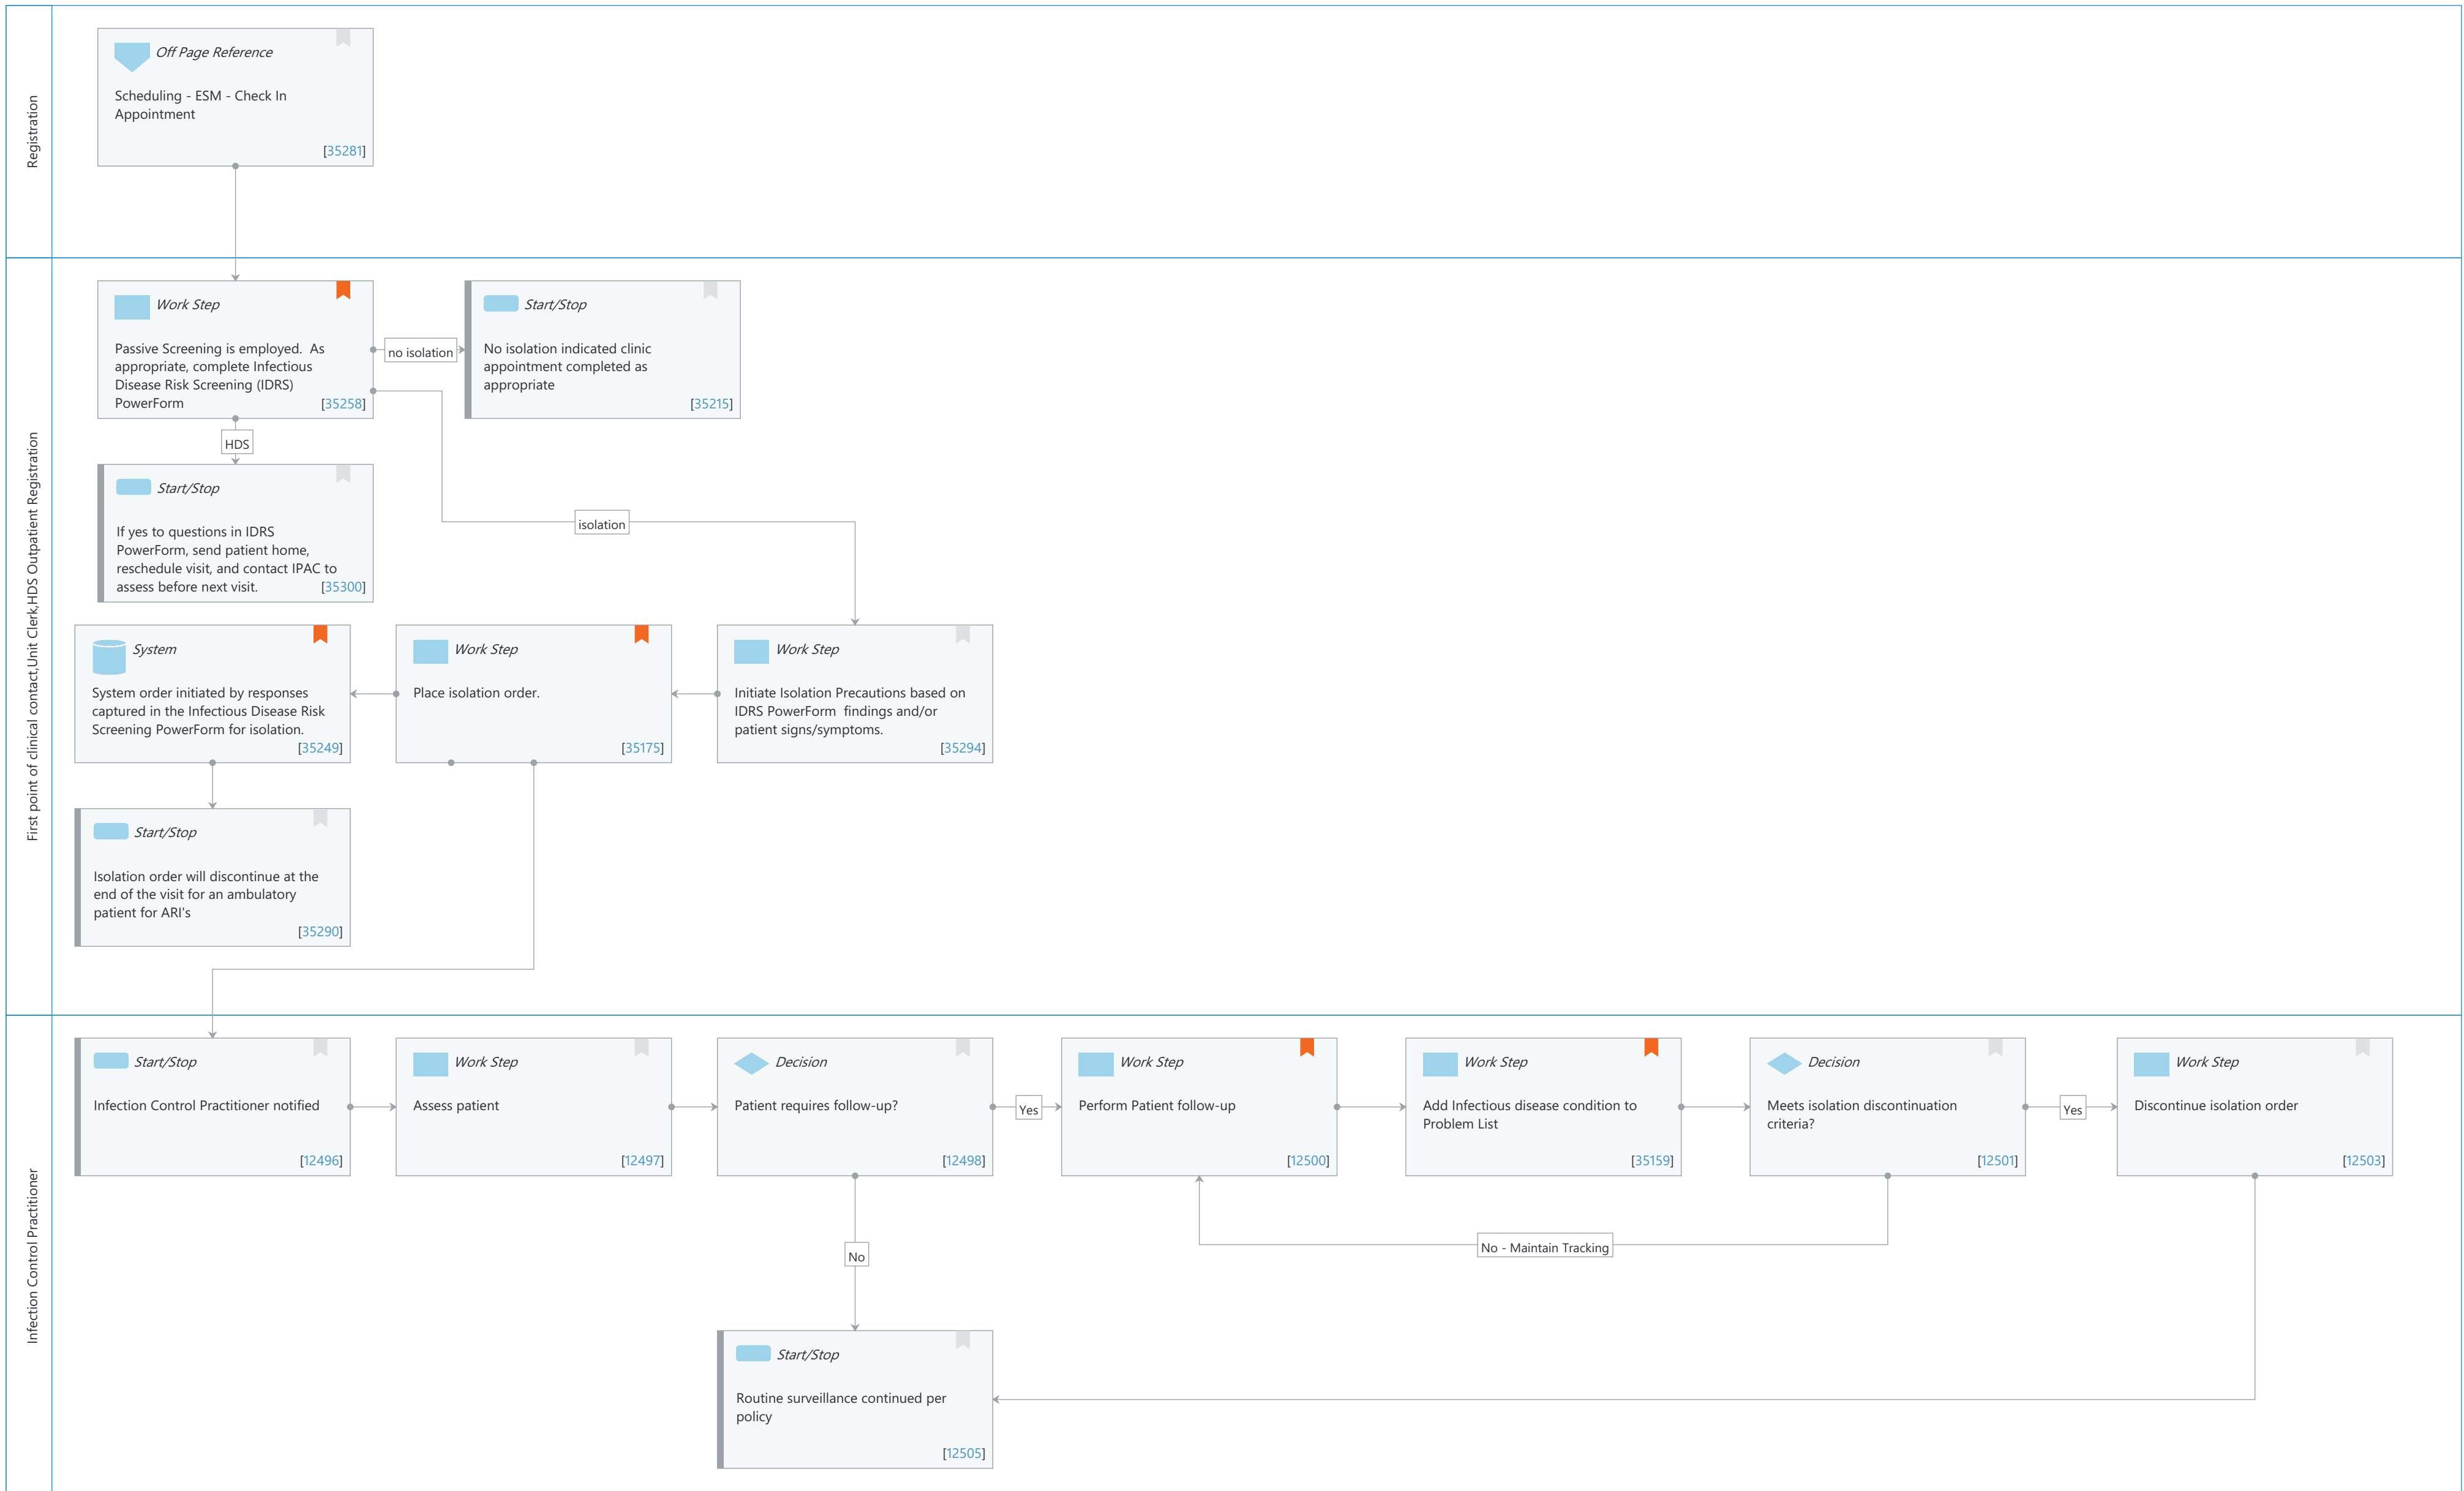 Registration
Off Page Reference
Scheduling - ESM - Check In
Appointment
[35281]
First point of clinical contact,Unit Clerk,HDS Outpatient Registration
Work Step
Passive Screening is employed.  As
appropriate, complete Infectious
Disease Risk Screening (IDRS)
PowerForm
[35258]
no isolation
Start/Stop
No isolation indicated clinic
appointment completed as
appropriate
[35215]
HDS
Start/Stop
If yes to questions in IDRS
PowerForm, send patient home,
reschedule visit, and contact IPAC to
assess before next visit.
[35300]
isolation
System
System order initiated by responses
captured in the Infectious Disease Risk
Screening PowerForm for isolation.
[35249]
Work Step
Place isolation order.
[35175]
Work Step
Initiate Isolation Precautions based on
IDRS PowerForm  findings and/or
patient signs/symptoms.
[35294]
Start/Stop
Isolation order will discontinue at the
end of the visit for an ambulatory
patient for ARI's
[35290]
Infection Control Practitioner
Start/Stop
Infection Control Practitioner notified
[12496]
Work Step
Assess patient
[12497]
Decision
Patient requires follow-up?
[12498]
Yes
Work Step
Perform Patient follow-up
[12500]
Work Step
Add Infectious disease condition to
Problem List
[35159]
Decision
Meets isolation discontinuation
criteria?
[12501]
Yes
Work Step
Discontinue isolation order
[12503]
No - Maintain Tracking
No
Start/Stop
Routine surveillance continued per
policy
[12505]